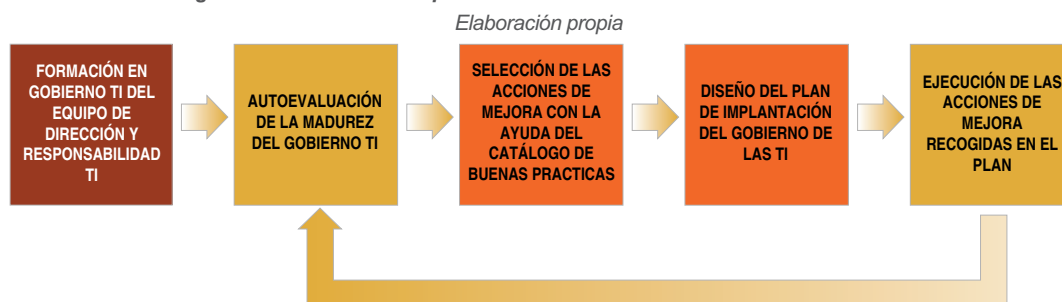 Elaboración propia
FORMACIÓN EN
GOBIERNO TI DEL
EQUIPO DE
DIRECCIÓN Y
RESPONSABILIDAD
TI
AUTOEVALUACIÓN
DE LA MADUREZ
DEL GOBIERNO TI
SELECCIÓN DE LAS
ACCIONES DE
MEJORA CON LA
AYUDA DEL
CATÁLOGO DE
BUENAS PRACTICAS
DISEÑO DEL PLAN
DE IMPLANTACIÓN
DEL GOBIERNO DE
LAS TI
EJECUCIÓN DE LAS
ACCIONES DE
MEJORA
RECOGIDAS EN EL
PLAN